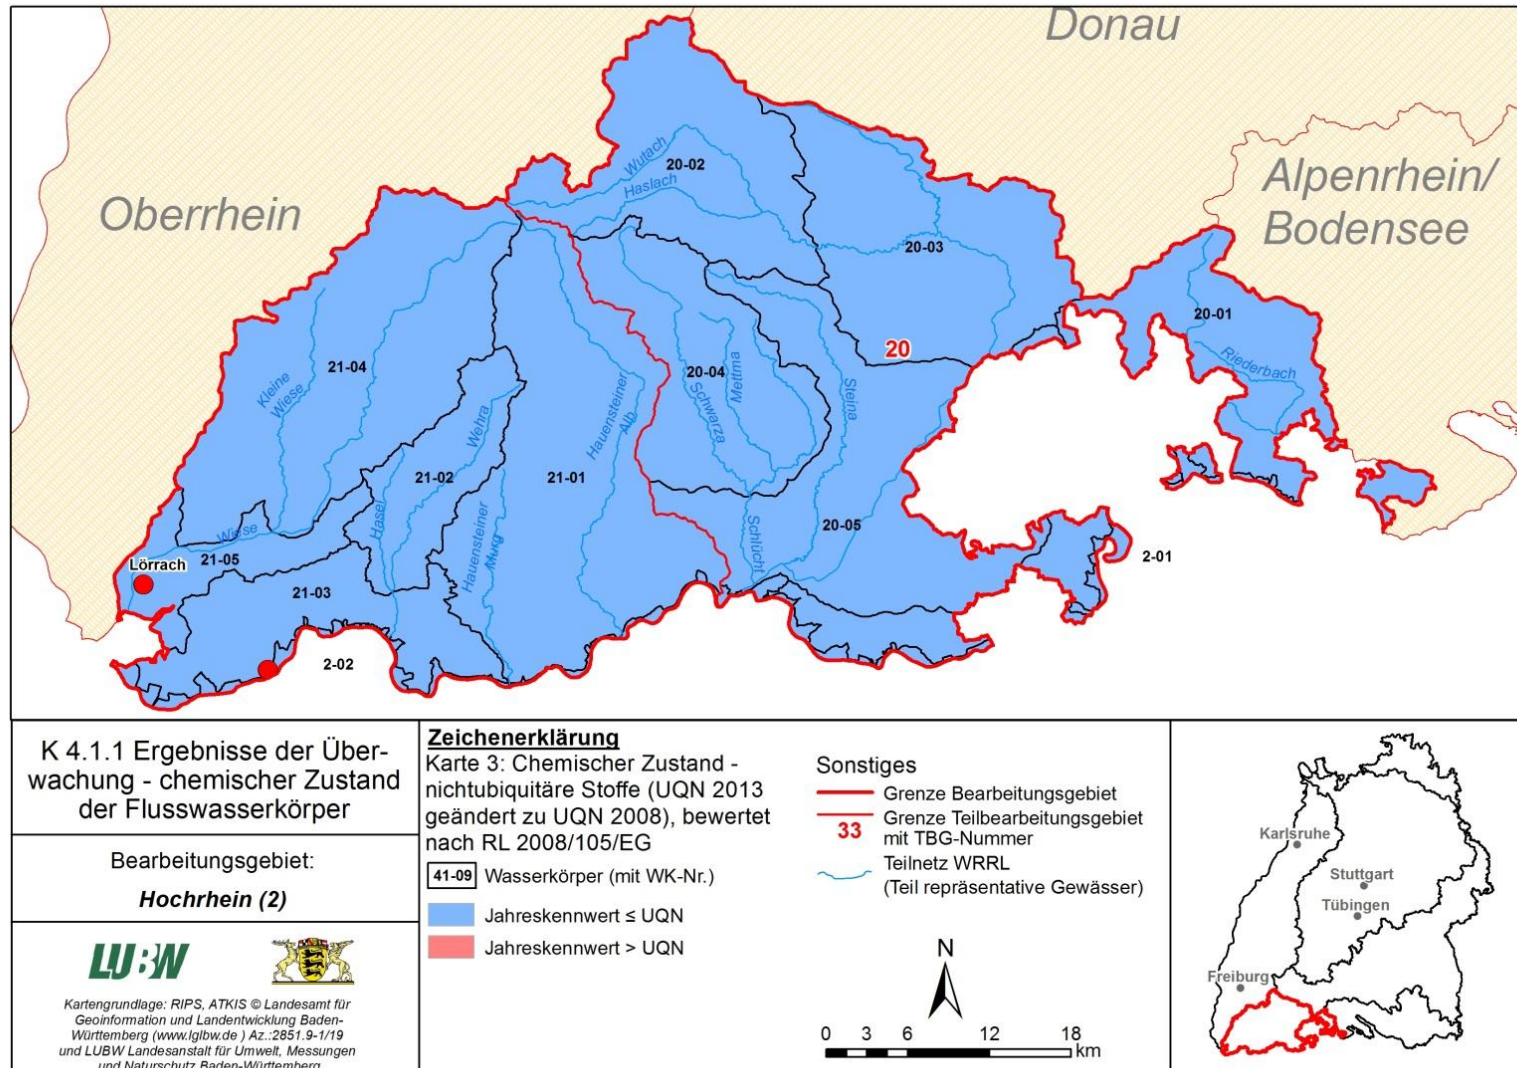 Donau
Oberrhein
Alpenrhein/
Bodensee
Wutach
20-02
Haslach
20-03
20-01
Riederbach
20
21-04
Kleine
Wiese
20-04
Mettma
Schwarza
Steina
Hauensteiner
Alb
Wehra
21-02
21-01
Hasel
Hauensteiner
Murg
Schlücht
20-05
Wiese
21-05
Lörrach
21-03
2-02
2-01
K 4.1.1 Ergebnisse der Über-
wachung - chemischer Zustand
der Flusswasserkörper
Bearbeitungsgebiet:
Hochrhein (2)
LUBW
Kartengrundlage: RIPS, ATKIS © Landesamt für
Geoinformation und Landentwicklung Baden-
Württemberg (www.lglbw.de ) Az.:2851.9-1/19
und LUBW Landesanstalt für Umwelt, Messungen
und Naturschutz Baden-Württemberg
Zeichenerklärung
Karte 3: Chemischer Zustand -
nichtubiquitäre Stoffe (UQN 2013
geändert zu UQN 2008), bewertet
nach RL 2008/105/EG
41-09 Wasserkörper (mit WK-Nr.)
Jahreskennwert ≤ UQN
Jahreskennwert > UQN
Sonstiges
Grenze Bearbeitungsgebiet
Grenze Teilbearbeitungsgebiet
33 mit TBG-Nummer
Teilnetz WRRL
(Teil repräsentative Gewässer)
N
0 3 6 12 18
km
Karlsruhe
Stuttgart
Tübingen
Freiburg